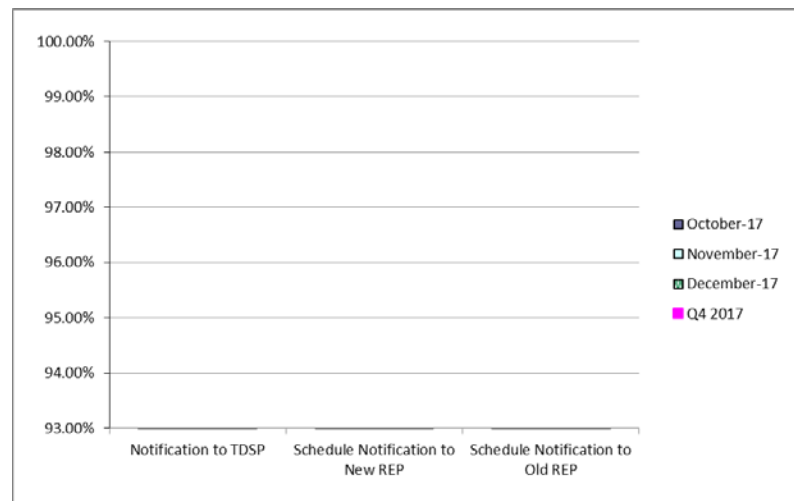 100.00%
99.00%
98.00%
97.00%
96.00%
95.00%
94.00%
93.00%
Notification to TDSP
Schedule Notification to
New REP
Schedule Notification to
Old REP
October-17
November-17
December-17
Q4 2017